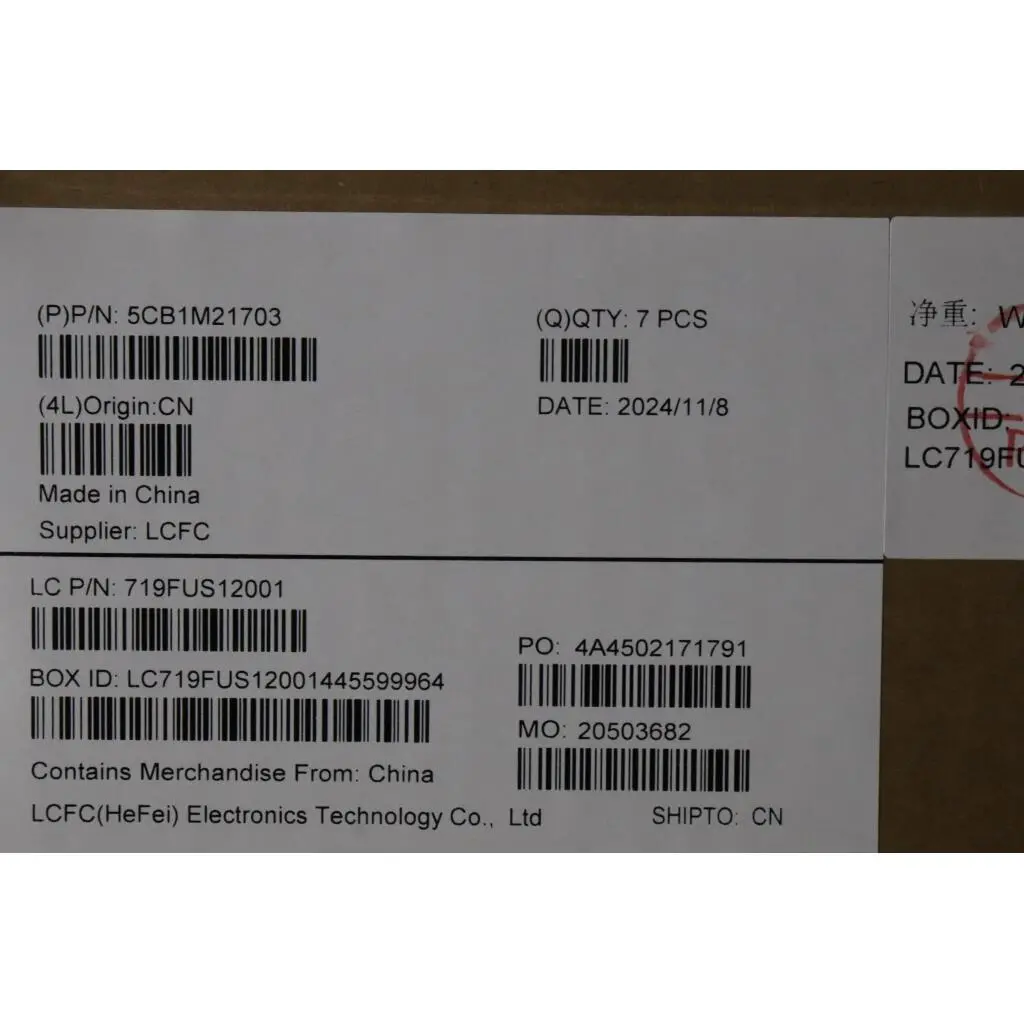 (P)P/N: 5CB1M21703
(Q)QTY: 7 PCS
(4L)Origin:CN
DATE: 2024/11/8
Made in China
Supplier: LCFC
LC P/N: 719FUS12001
PO: 4A4502171791
BOX ID: LC719FUS12001445599964
MO: 20503682
Contains Merchandise From: China
LCFC(HeFei) Electronics Technology Co., Ltd
SHIPTO: CN
净重:
DATE: 2
BOXID:
LC719FU